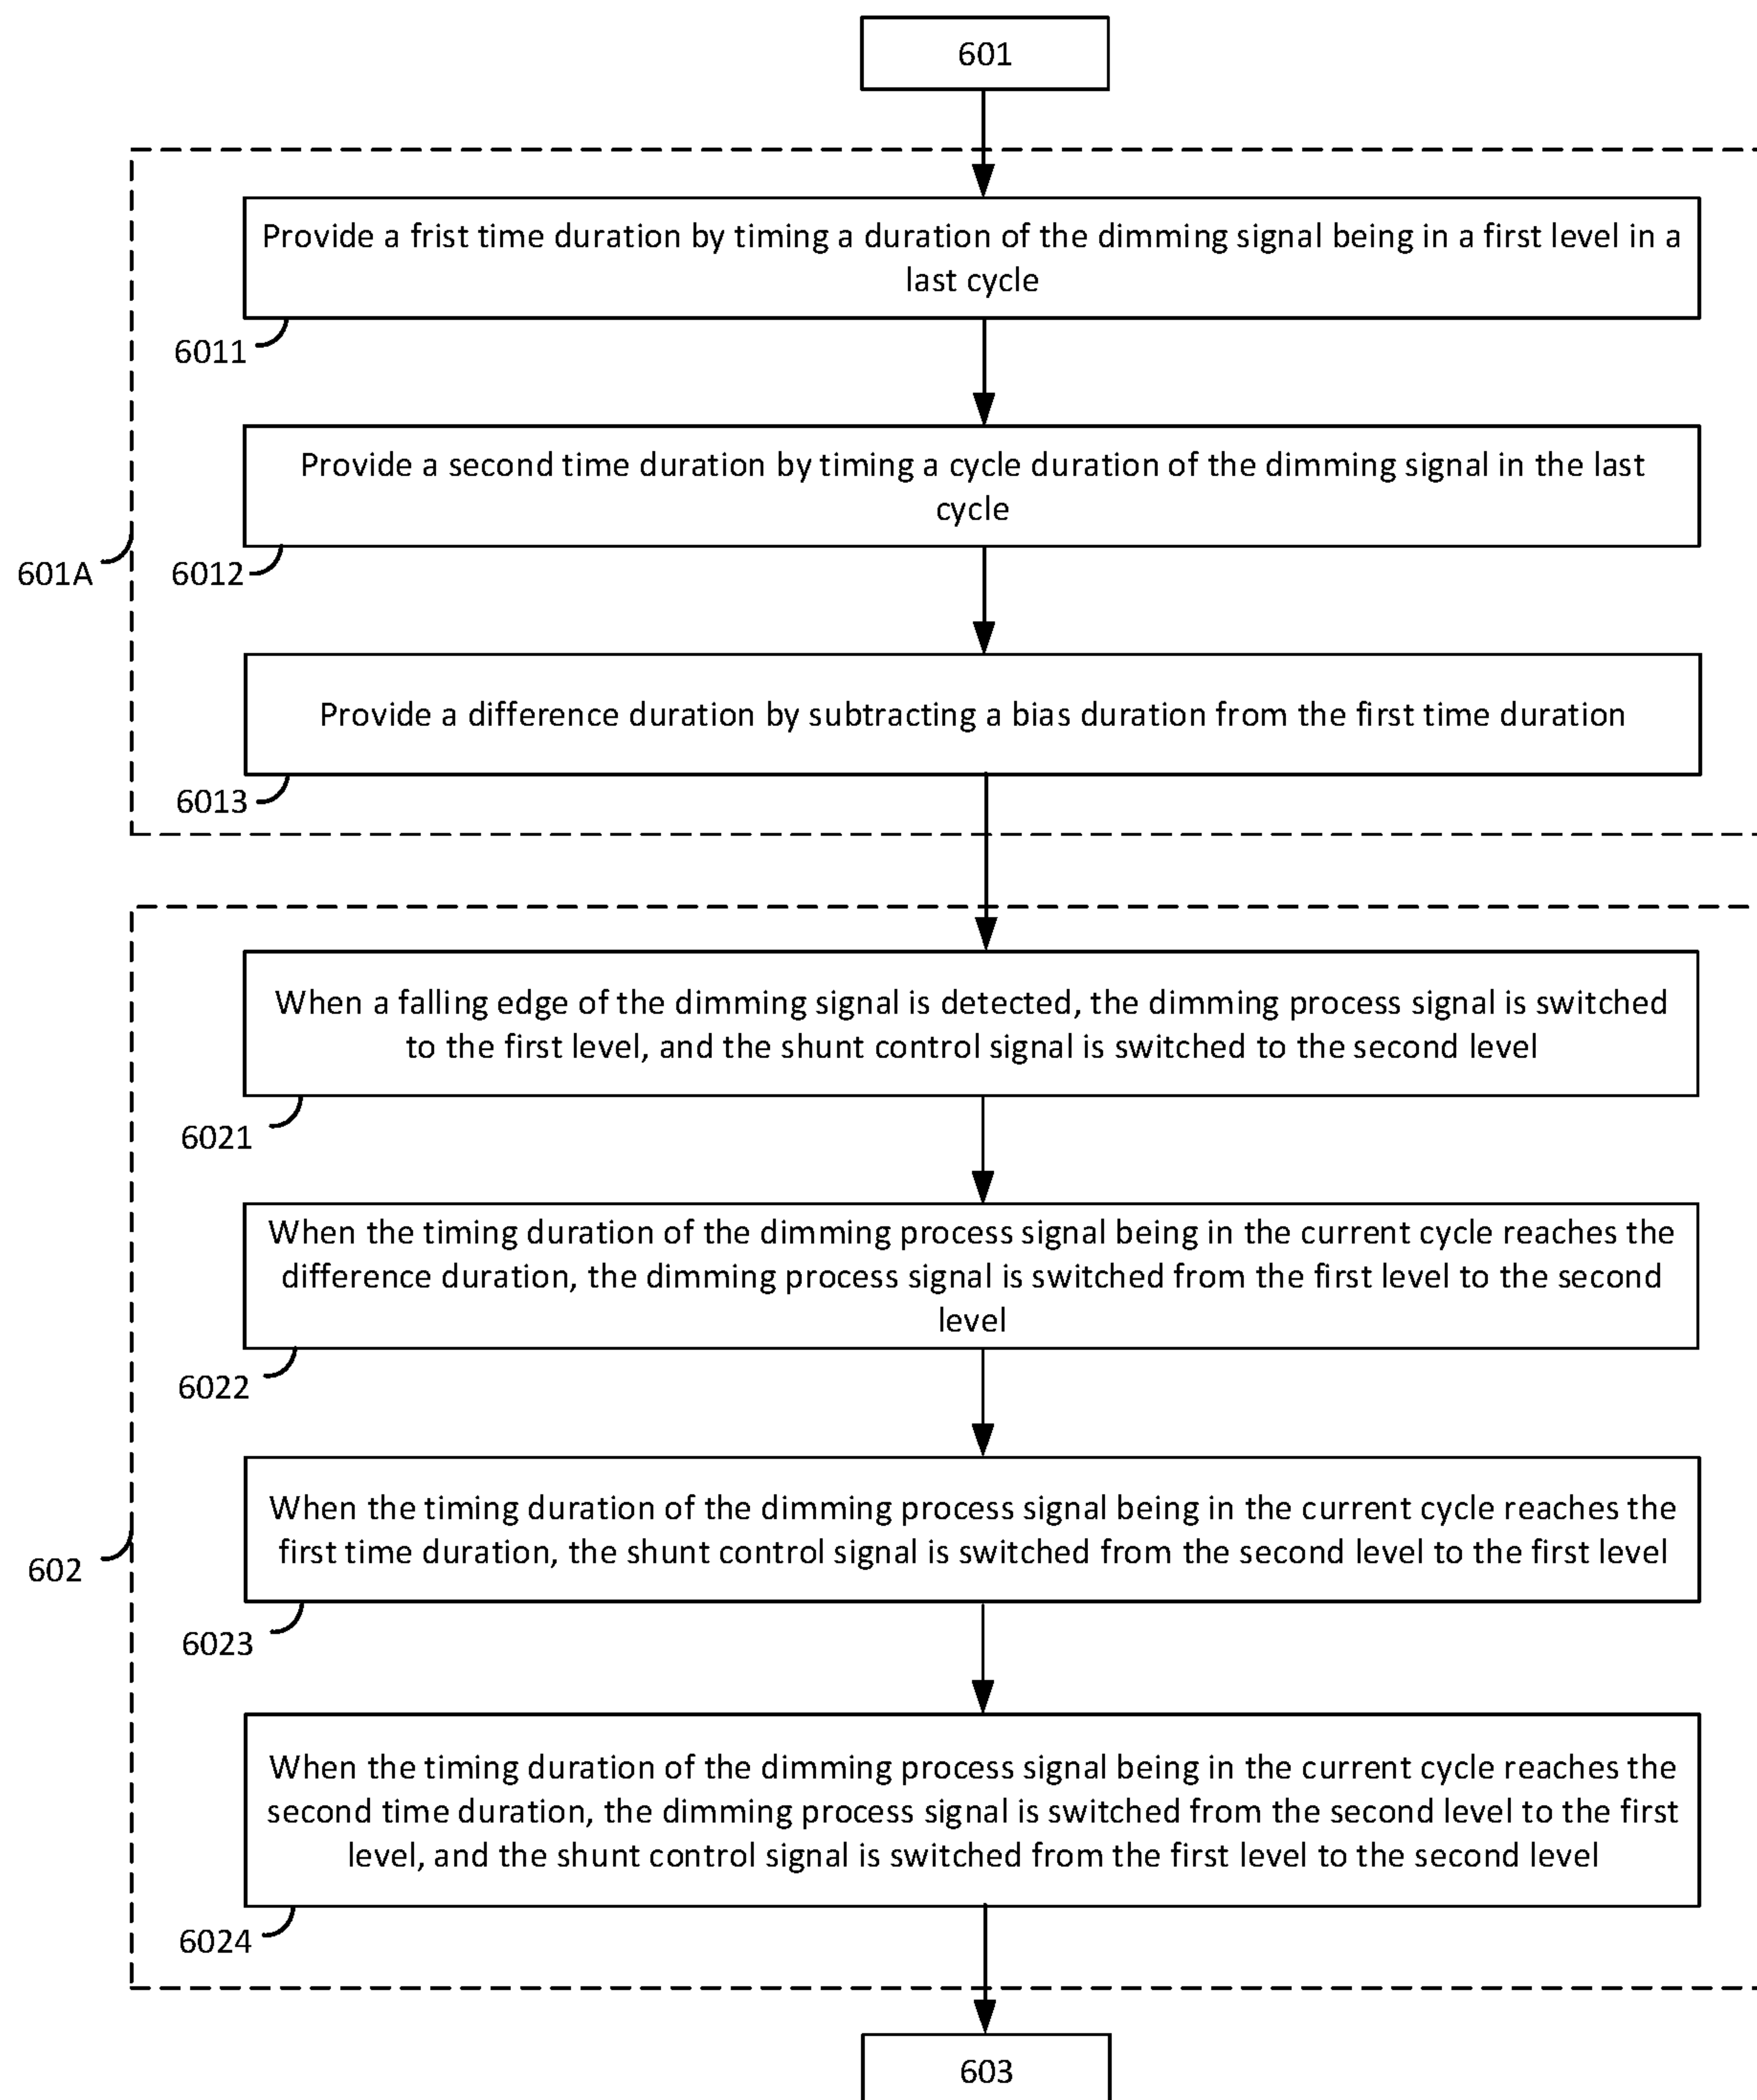 601
Provide a frist time duration by timing a duration of the dimming signal being in a first level in a
last cycle
6011
Provide a second time duration by timing a cycle duration of the dimming signal in the last
cycle
601A
6012
Provide a difference duration by subtracting a bias duration from the first time duration
6013
When a falling edge of the dimming signal is detected, the dimming process signal is switched
to the first level, and the shunt control signal is switched to the second level
6021
When the timing duration of the dimming process signal being in the current cycle reaches the
difference duration, the dimming process signal is switched from the first level to the second
level
6022
When the timing duration of the dimming process signal being in the current cycle reaches the
first time duration, the shunt control signal is switched from the second level to the first level
602
6023
When the timing duration of the dimming process signal being in the current cycle reaches the
second time duration, the dimming process signal is switched from the second level to the first
level, and the shunt control signal is switched from the first level to the second level
6024
603